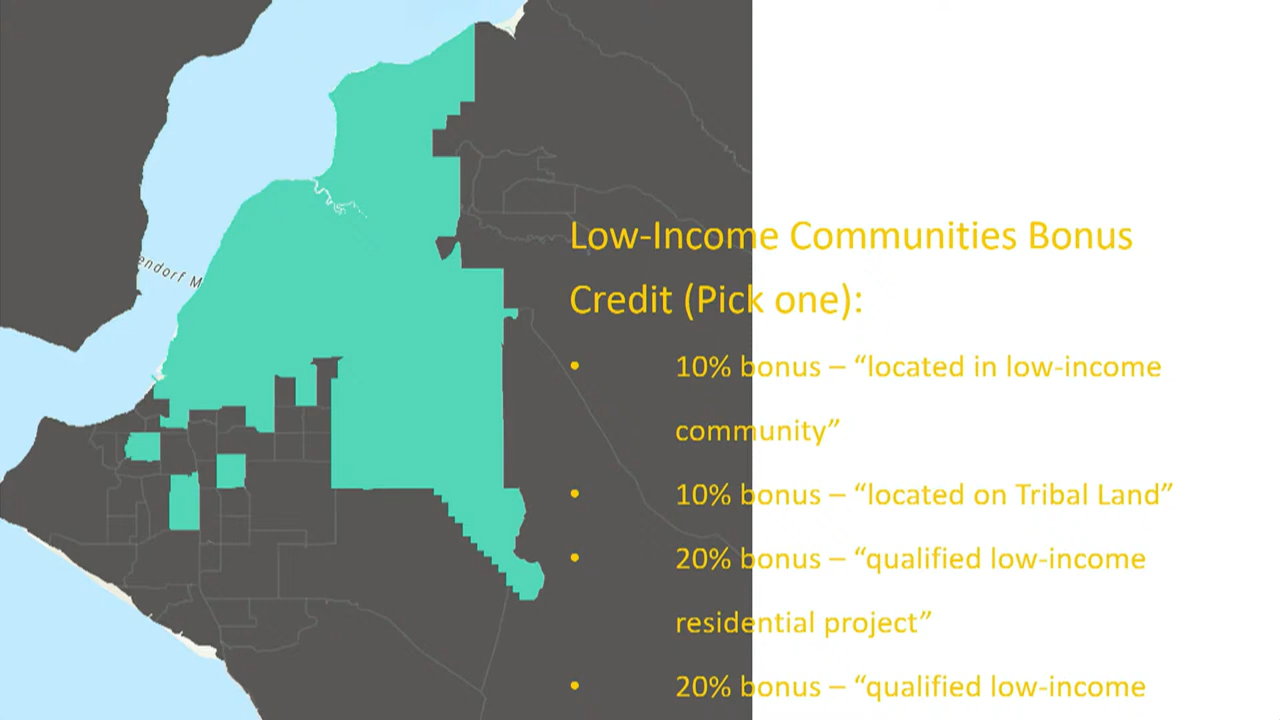 endorf M
Low-Income Communities Bonus
Credit (Pick one):
• 10% bonus – “located in low-income
community”
• 10% bonus – “located on Tribal Land”
• 20% bonus – “qualified low-income
residential project”
• 20% bonus – “qualified low-income